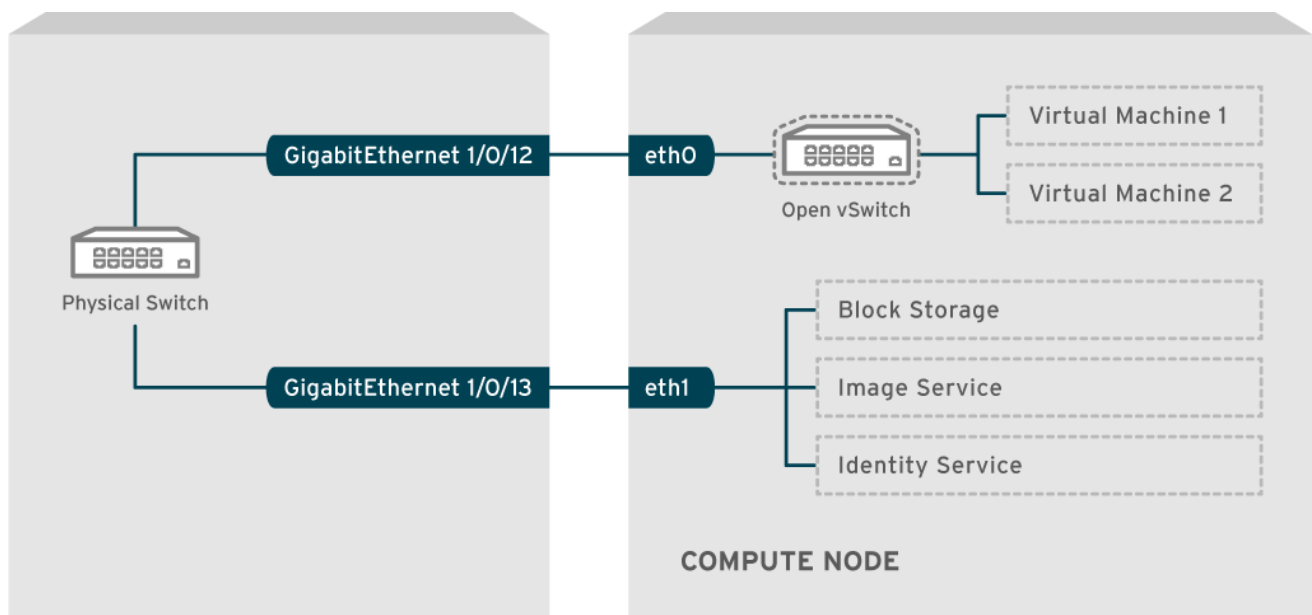 GigabitEthernet 1/0/12
eth0
Open vSwitch
Virtual Machine 1
Virtual Machine 2
Physical Switch
GigabitEthernet 1/0/13
eth1
Block Storage
Image Service
Identity Service
COMPUTE NODE